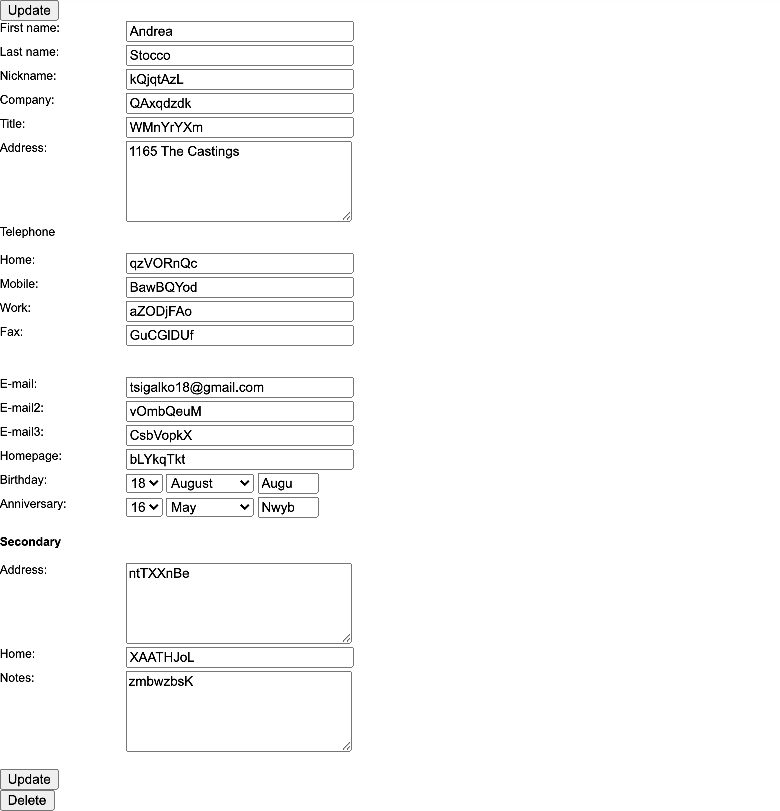 Update
First name: Andrea
Last name: Stocco
Nickname: kQjqtAzL
Company: QAxqdzdk
Title: WMnYrYXm
Address: 1165 The Castings
Telephone
Home: qzVORnQc
Mobile: BawBQYod
Work: aZODjFAo
Fax: GuCGlDUf
E-mail: tsigalko18@gmail.com
E-mail2: vOmbQeuM
E-mail3: CsbVopkX
Homepage: bLYkqTkt
Birthday: 18 August Augu
Anniversary: 16 May Nwyb
Secondary
Address: ntTXXnBe
Home: XAATHJoL
Notes: zmbwzbsK
Update
Delete